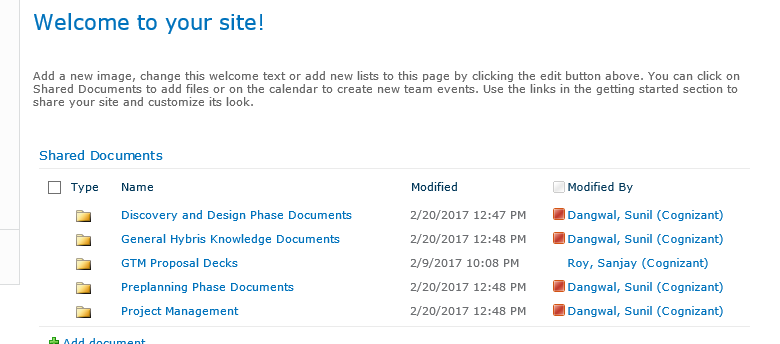 Welcome to your site!
Add a new image, change this welcome text or add new lists to this page by clicking the edit button above. You can click on
Shared Documents to add files or on the calendar to create new team events. Use the links in the getting started section to
share your site and customize its look.
Shared Documents
Type Name Modified Modified By
Discovery and Design Phase Documents 2/20/2017 12:47 PM Dangwal, Sunil (Cognizant)
General Hybris Knowledge Documents 2/20/2017 12:48 PM Dangwal, Sunil (Cognizant)
GTM Proposal Decks 2/9/2017 10:08 PM Roy, Sanjay (Cognizant)
Preplanning Phase Documents 2/20/2017 12:48 PM Dangwal, Sunil (Cognizant)
Project Management 2/20/2017 12:48 PM Dangwal, Sunil (Cognizant)
Add document